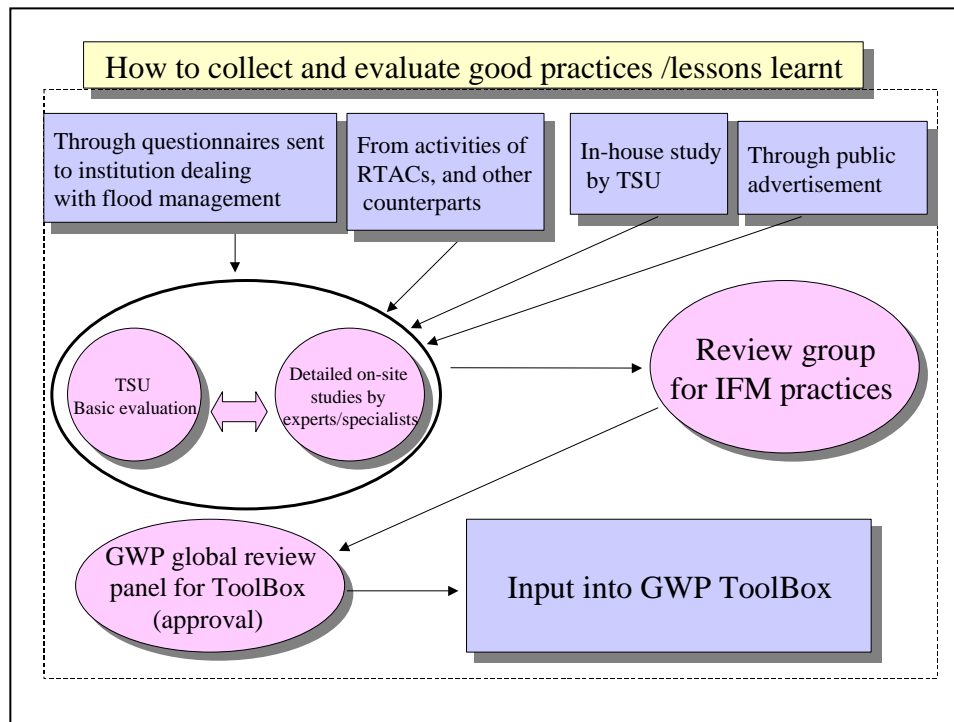 How to collect and evaluate good practices /lessons learnt
Through questionnaires sent
to institution dealing
with flood management
From activities of
RTACs, and other
counterparts
In-house study
by TSU
Through public
advertisement
TSU
Basic evaluation
Detailed on-site
studies by
experts/specialists
Review group
for IFM practices
GWP global review
panel for ToolBox
(approval)
Input into GWP ToolBox